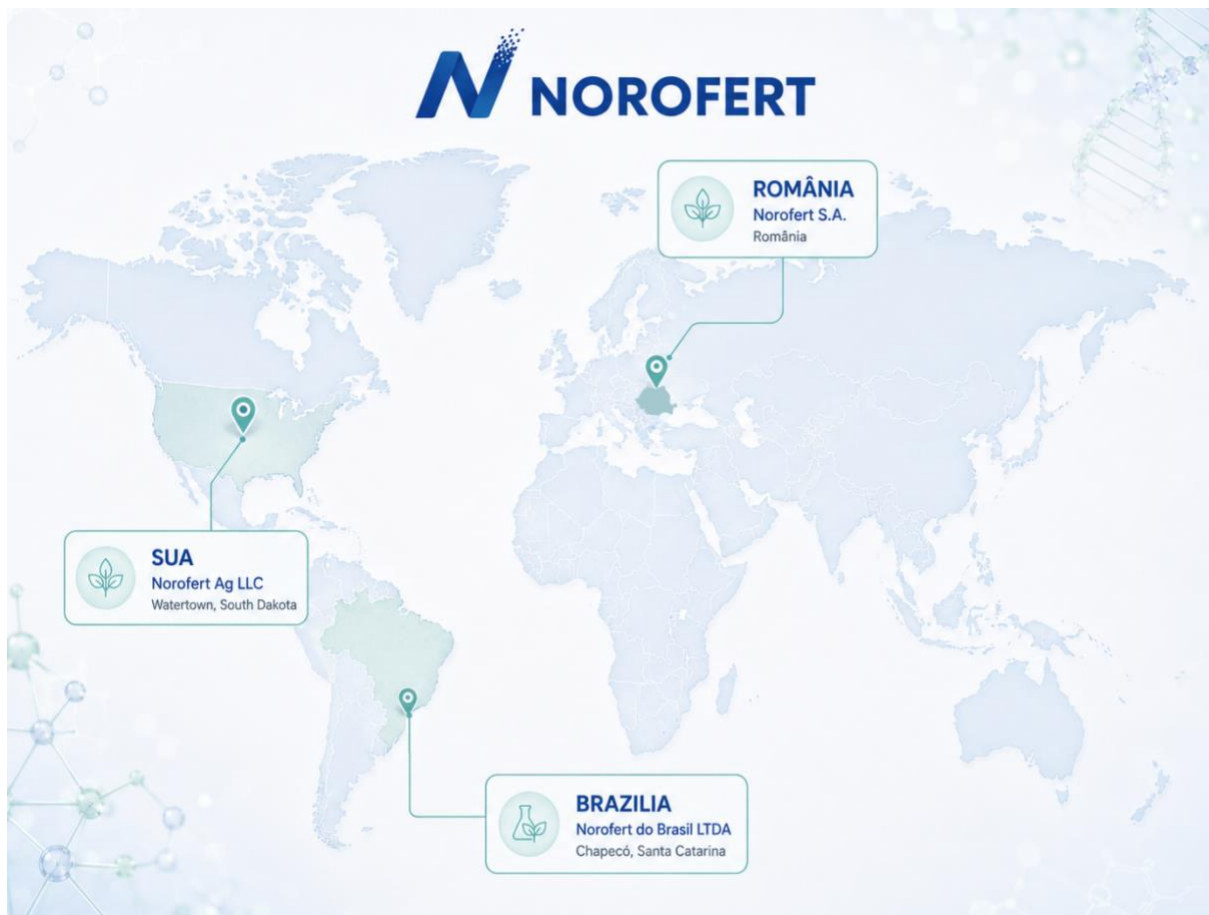 NOROFERT
ROMÂNIA
Norofert S.A.
România
SUA
Norofert Ag LLC
Watertown, South Dakota
BRAZILIA
Norofert do Brasil LTDA
Chapecó, Santa Catarina